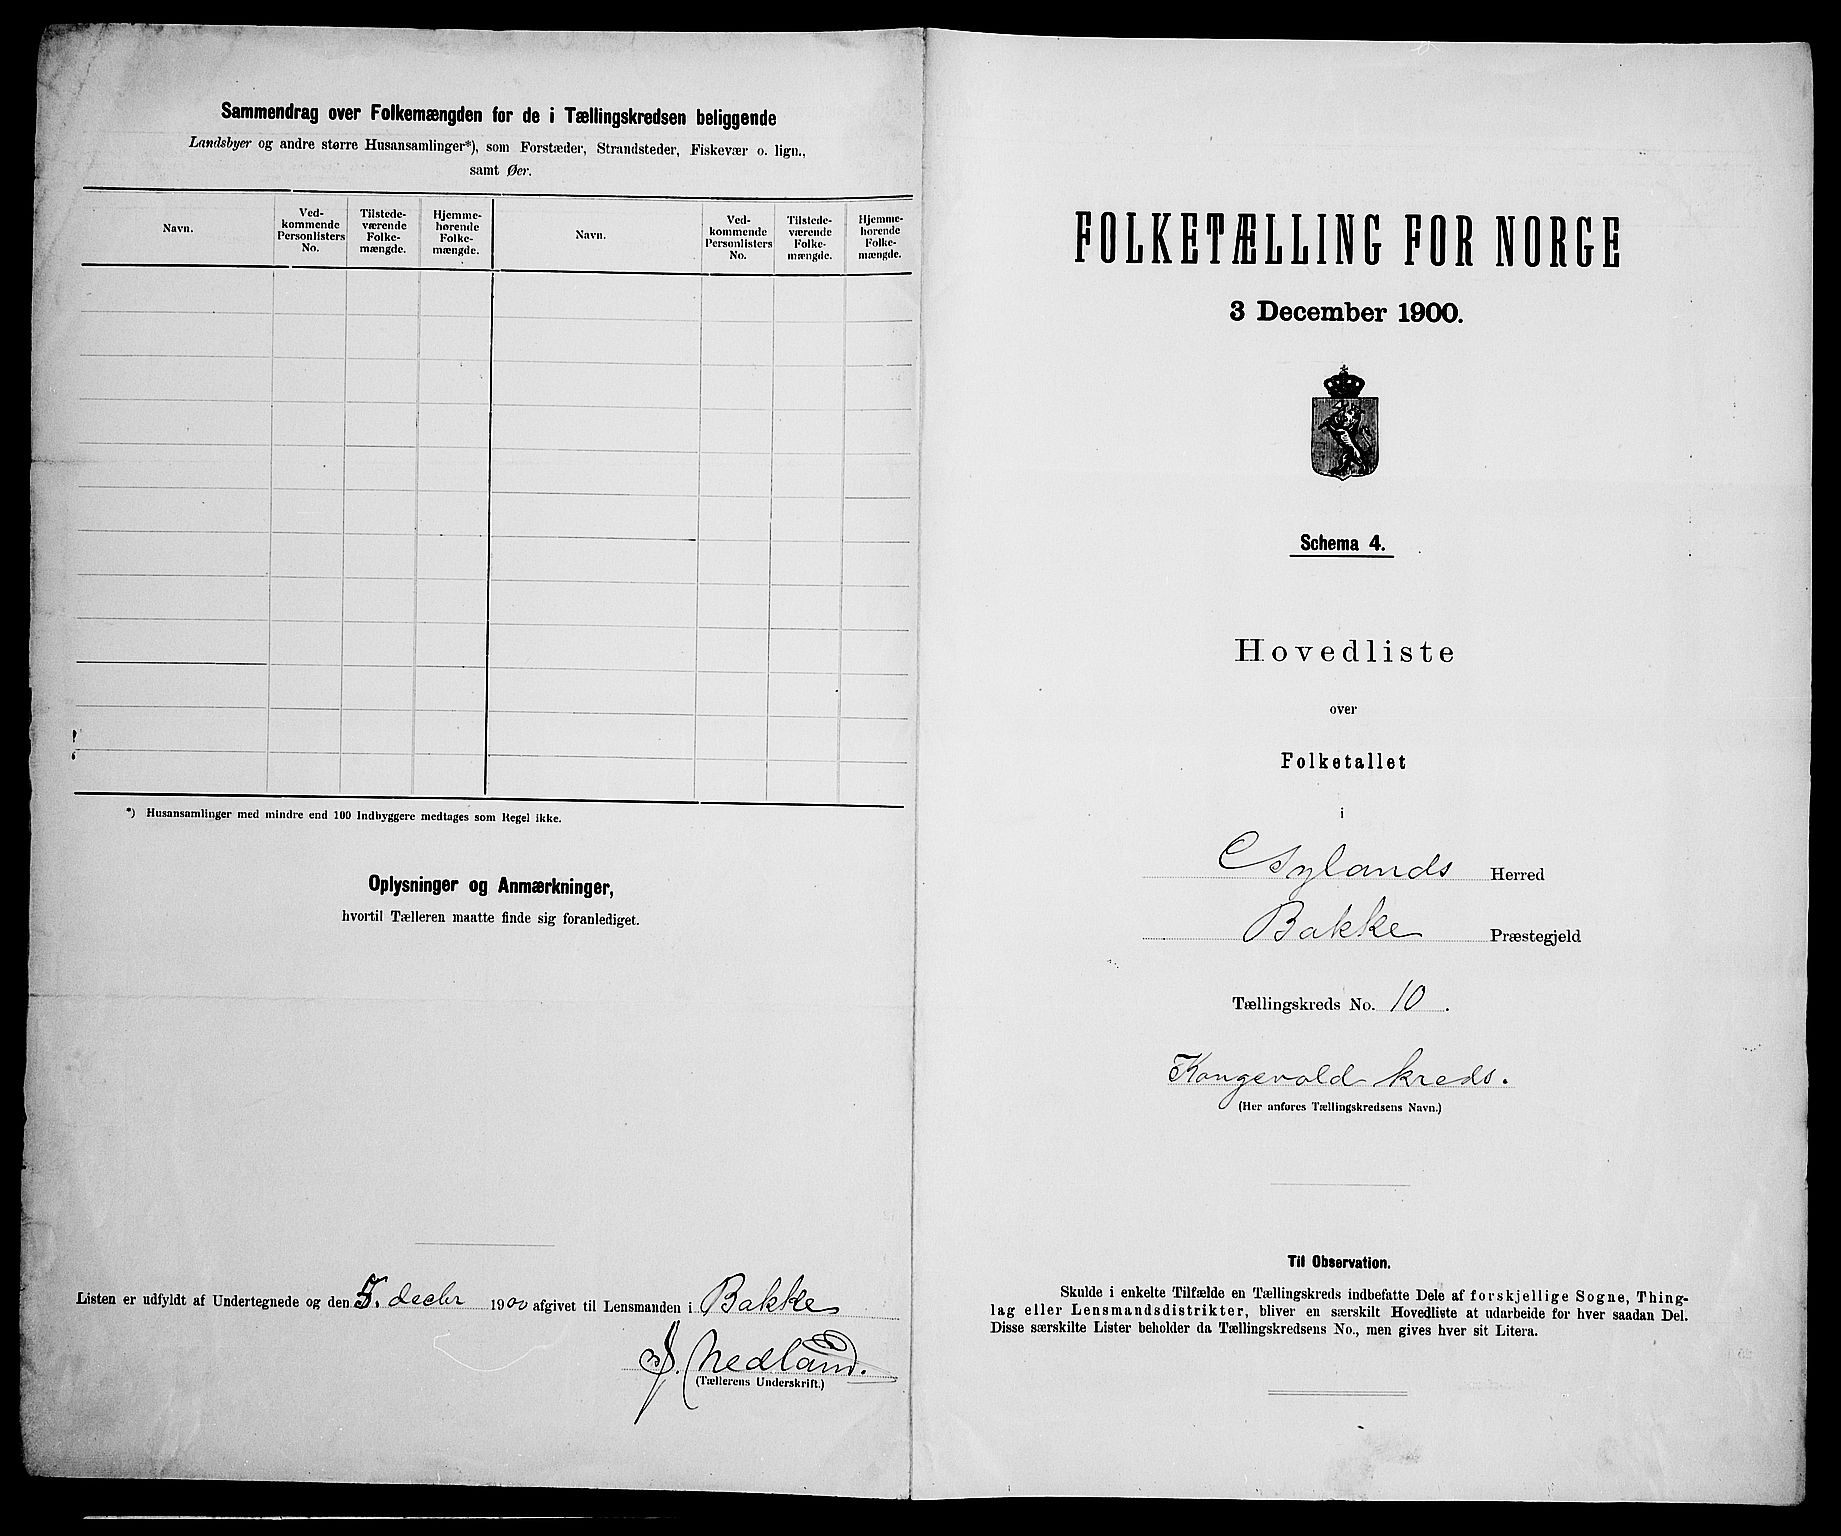 Sammendrag over Folkemængden for de i Tællingskredsen beliggende
Landsbyer og andre større Husansamlinger*), som Forstæder, Strandsteder, Fiskevær o. lign.,
samt Øer.
Navn.
Ved-
kommende
Personlisters
No.
Tilstede-
værende
Folke-
mængde.
Hjemme-
hørende
Folke-
mængde.
Navn.
Ved-
kommende
Personlisters
No.
Tilstede-
værende
Folke-
mængde.
Hjemme-
hørende
Folke-
mængde.
*) Husansamlinger med mindre end 100 Indbyggere medtages som Regel ikke.
Oplysninger og Anmærkninger,
hvortil Tælleren maatte finde sig foranlediget.
Listen er udfyldt af Undertegnede og den 5. decbr 1900 afgivet til Lensmanden i Bakke
Nedland.
(Tællerens Underskrift.)
FOLKETÆLLING FOR NORGE
3 December 1900.
Schema 4.
Hovedliste
over
Folketallet
i
Gylands Herred
Bakke Præstegjeld
Tællingskreds No. 10.
Kongevold kreds.
(Her anføres Tællingskredsens Navn.)
Til Observation.
Skulde i enkelte Tilfælde en Tællingskreds indbefatte Dele af forskjellige Sogne, Thing-
lag eller Lensmandsdistrikter, bliver en særskilt Hovedliste at udarbeide for hver saadan Del.
Disse særskilte Lister beholder da Tællingskredsens No., men gives hver sit Litera.